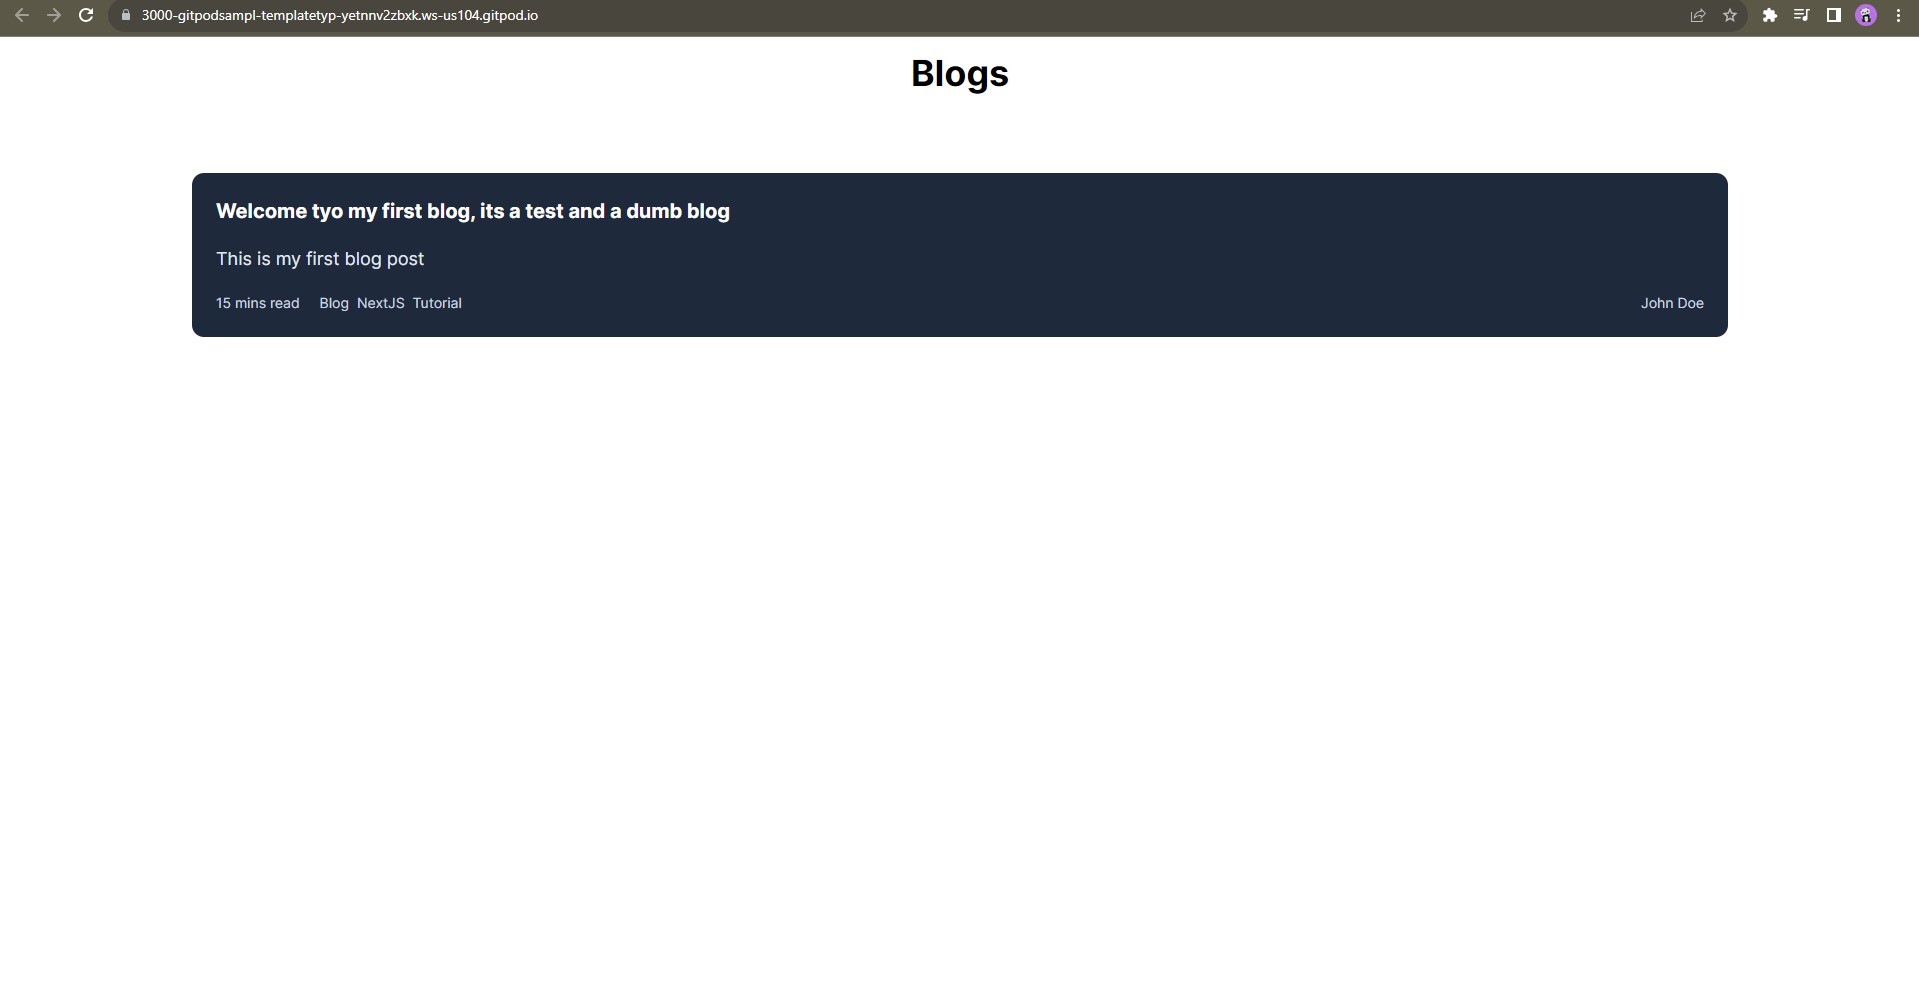 3000-gitpodsampl-templatetyp-yetnnv2zbxk.ws-us104.gitpod.io
Blogs
Welcome tyo my first blog, its a test and a dumb blog
This is my first blog post
15 mins read Blog NextJS Tutorial John Doe